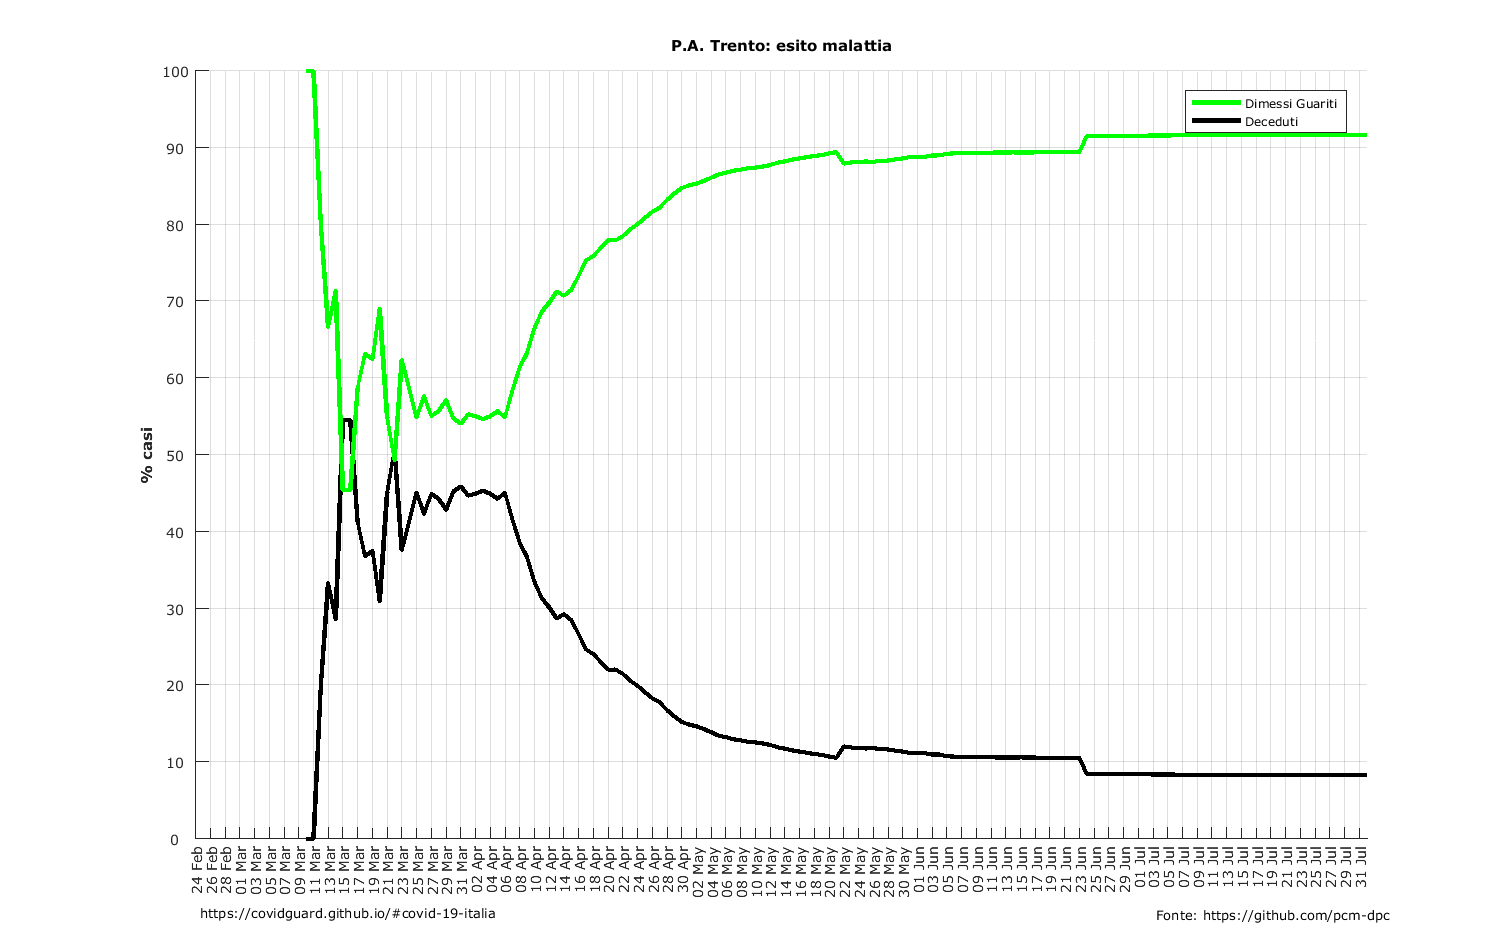 P.A. Trento: esito malattia
100
90
80
70
60
50
40
30
20
10
0
% casi
Dimessi Guariti
Deceduti
24 Feb
26 Feb
28 Feb
01 Mar
03 Mar
05 Mar
07 Mar
09 Mar
11 Mar
13 Mar
15 Mar
17 Mar
19 Mar
21 Mar
23 Mar
25 Mar
27 Mar
29 Mar
31 Mar
02 Apr
04 Apr
06 Apr
08 Apr
10 Apr
12 Apr
14 Apr
16 Apr
18 Apr
20 Apr
22 Apr
24 Apr
26 Apr
28 Apr
30 Apr
02 May
04 May
06 May
08 May
10 May
12 May
14 May
16 May
18 May
20 May
22 May
24 May
26 May
28 May
30 May
01 Jun
03 Jun
05 Jun
07 Jun
09 Jun
11 Jun
13 Jun
15 Jun
17 Jun
19 Jun
21 Jun
23 Jun
25 Jun
27 Jun
29 Jun
01 Jul
03 Jul
05 Jul
07 Jul
09 Jul
11 Jul
13 Jul
15 Jul
17 Jul
19 Jul
21 Jul
23 Jul
25 Jul
27 Jul
29 Jul
31 Jul
https://covidguard.github.io/#covid-19-italia
Fonte: https://github.com/pcm-dpc